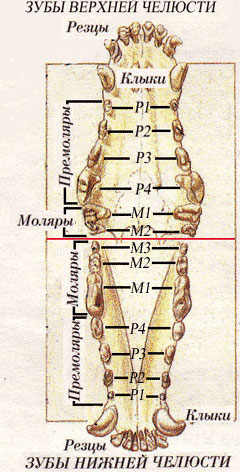 ЗУБЫ ВЕРХНЕЙ ЧЕЛЮСТИ
Резцы
Клыки
P1
P2
Премоляры
P3
P4
Моляры
M1
M2
M3
M2
Моляры
M1
P4
P3
Премоляры
P2
P1
Клыки
Резцы
ЗУБЫ НИЖНЕЙ ЧЕЛЮСТИ